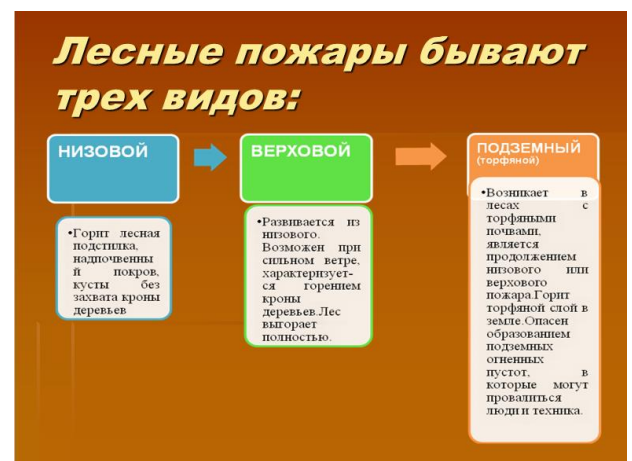 Лесные пожары бывают
трех видов:
НИЗОВОЙ
•Горит лесная
подстилка,
надпочвенны
й покров,
кусты без
захвата кроны
деревьев
ВЕРХОВОЙ
•Развивается из
низового.
Возможен при
сильном ветре,
характеризует-
ся горением
кроны
деревьев.Лес
выгорает
полностью.
ПОДЗЕМНЫЙ
(торфяной)
•Возникает в
лесах с
торфяными
почвами,
является
продолжением
низового или
верхового
пожара.Горит
торфяной слой в
земле.Опасен
образованием
подземных
огненных
пустот, в
которые могут
провалиться
люди и техника.